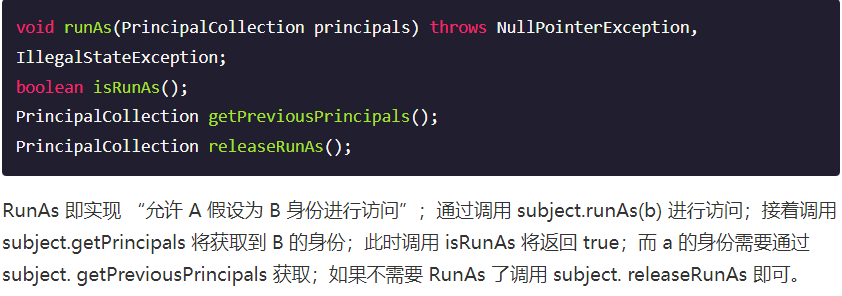 void runAs(PrincipalCollection principals) throws NullPointerException,
IllegalStateException;
boolean isRunAs();
PrincipalCollection getPreviousPrincipals();
PrincipalCollection releaseRunAs();
RunAs 即实现 “允许 A 假设为 B 身份进行访问”；通过调用 subject.runAs(b) 进行访问；接着调用
subject.getPrincipals 将获取到 B 的身份；此时调用 isRunAs 将返回 true；而 a 的身份需要通过
subject. getPreviousPrincipals 获取；如果不需要 RunAs 了调用 subject. releaseRunAs 即可。